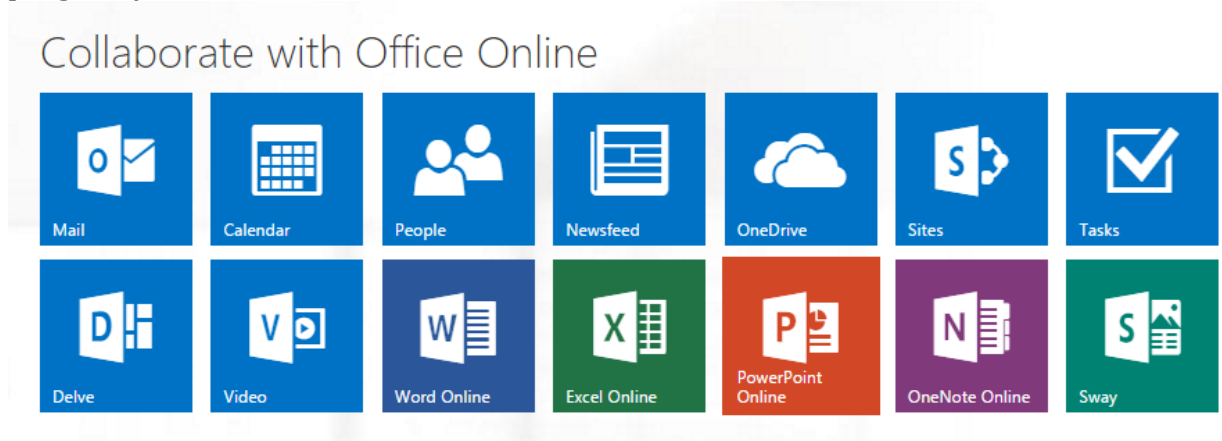 Collaborate with Office Online
O
S
Mail
Calendar
People
Newsfeed
OneDrive
Sites
Tasks
D
V
W
X
P
N
S
Delve
Video
Word Online
Excel Online
PowerPoint
Online
OneNote Online
Sway